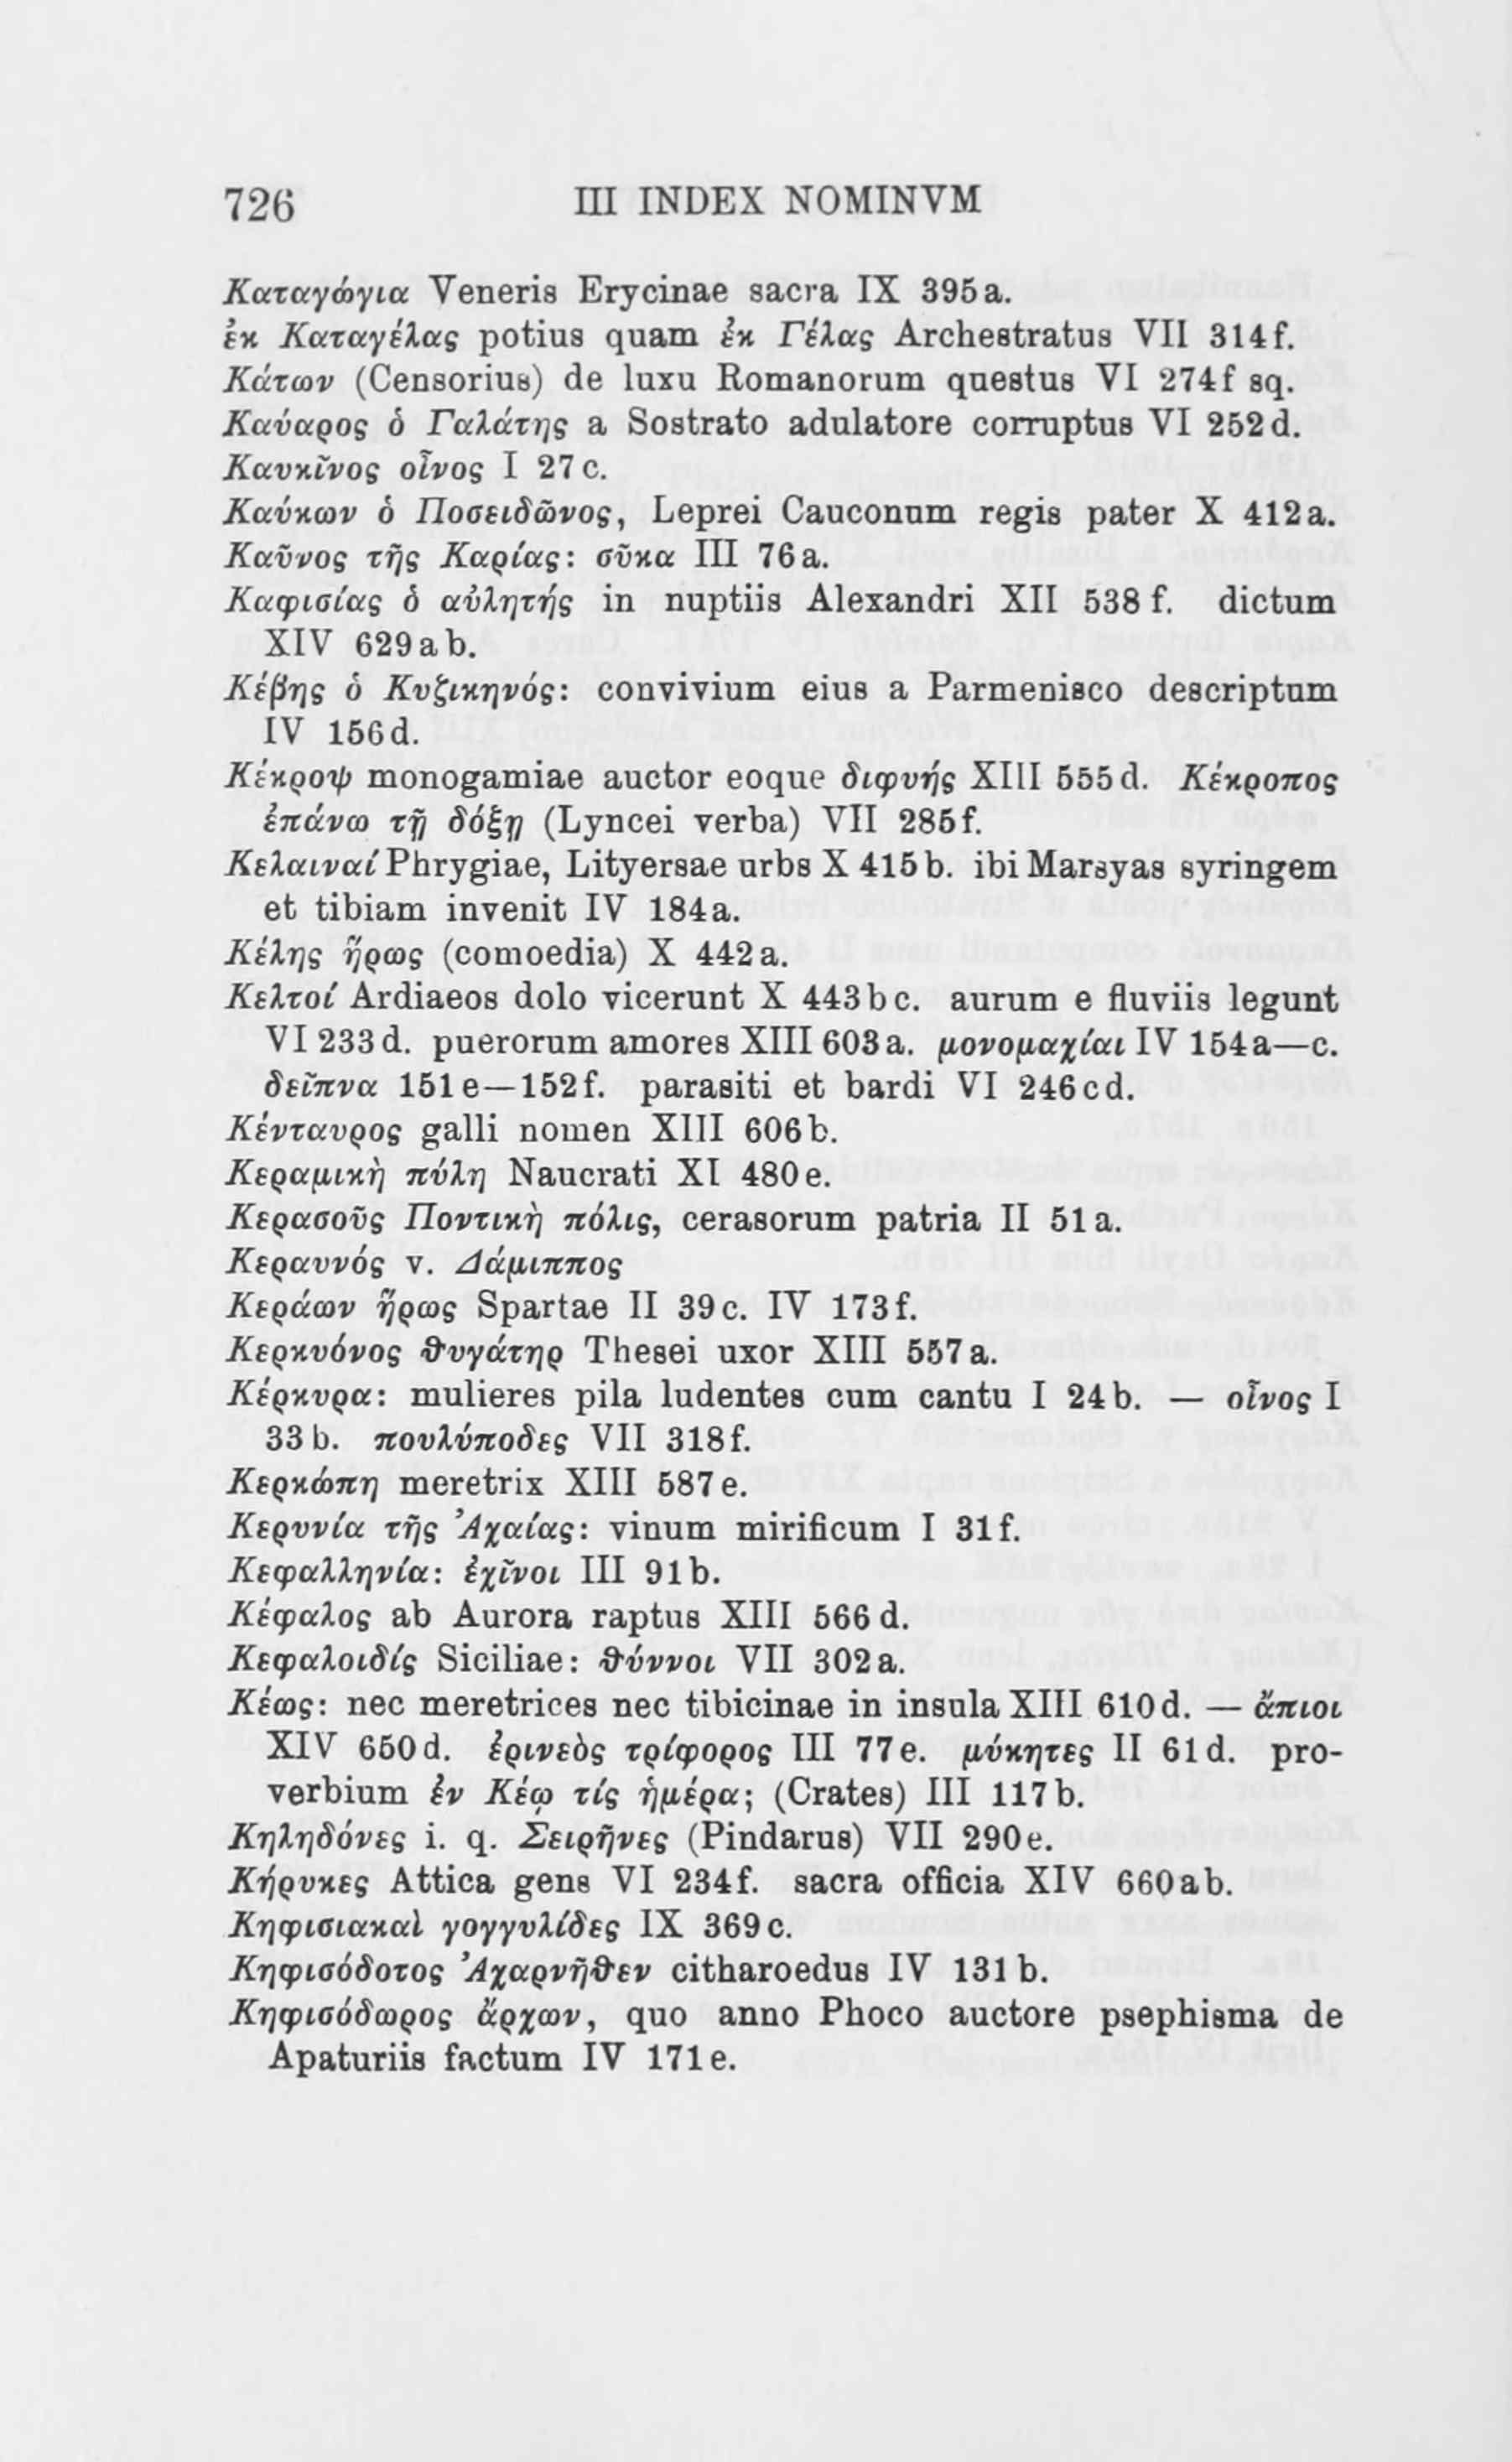 726 III INDEX NOMINVM
Καταγώγια Veneris Erycinae sacra IX 395a.
ἐκ Καταγέλας potius quam ἐκ Γέλας Archestratus VII 314f.
Κάτων (Censorius) de luxu Romanorum questus VI 274f sq.
Καύαρος ὁ Γαλάτης a Sostrato adulatore corruptus VI 252d.
Καυκῖνος οἶνος I 27c.
Καύκων ὁ Ποσειδῶνος, Leprei Cauconum regis pater X 412a.
Καῦνος τῆς Καρίας: σῦκα III 76a.
Καφισίας ὁ αὐλητής in nuptiis Alexandri XII 538f. dictum
XIV 629ab.
Κέβης ὁ Κυζικηνός: convivium eius a Parmenisco descriptum
IV 156d.
Κέκροψ monogamiae auctor eoque διφυής XIII 555d. Κέκροπος
ἐπάνω τῇ δόξῃ (Lyncei verba) VII 285f.
Κελαιναί Phrygiae, Lityersae urbs X 415b. ibi Marsyas syringem
et tibiam invenit IV 184a.
Κέλης ἥρως (comoedia) X 442a.
Κελτοί Ardiaeos dolo vicerunt X 443bc. aurum e fluviis legunt
VI 233d. puerorum amores XIII 603a. μονομαχίαι IV 154a—c.
δεῖπνα 151e—152f. parasiti et bardi VI 246cd.
Κένταυρος galli nomen XIII 606b.
Κεραμικὴ πύλη Naucrati XI 480e.
Κερασοῦς Ποντικὴ πόλις, cerasorum patria II 51a.
Κεραυνός v. Δάμιππος
Κεράων ἥρως Spartae II 39c. IV 173f.
Κερκυόνος θυγάτηρ Thesei uxor XIII 557a.
Κέρκυρα: mulieres pila ludentes cum cantu I 24b. — οἶνος I
33b. πουλύποδες VII 318f.
Κερκώπη meretrix XIII 587e.
Κερυνία τῆς Ἀχαίας: vinum mirificum I 31f.
Κεφαλληνία: ἐχῖνοι III 91b.
Κέφαλος ab Aurora raptus XIII 566d.
Κεφαλοιδίς Siciliae: θύννοι VII 302a.
Κέως: nec meretrices nec tibicinae in insula XIII 610d. — ἄπιοι
XIV 650d. ἐρινεὸς τρίφορος III 77e. μύκητες II 61d. pro-
verbium ἐν Κέῳ τίς ἡμέρα; (Crates) III 117b.
Κηληδόνες i. q. Σειρῆνες (Pindarus) VII 290e.
Κήρυκες Attica gens VI 234f. sacra officia XIV 660ab.
Κηφισιακαὶ γογγυλίδες IX 369c.
Κηφισόδοτος Ἀχαρνῆθεν citharoedus IV 131b.
Κηφισόδωρος ἄρχων, quo anno Phoco auctore psephisma de
Apaturiis factum IV 171e.